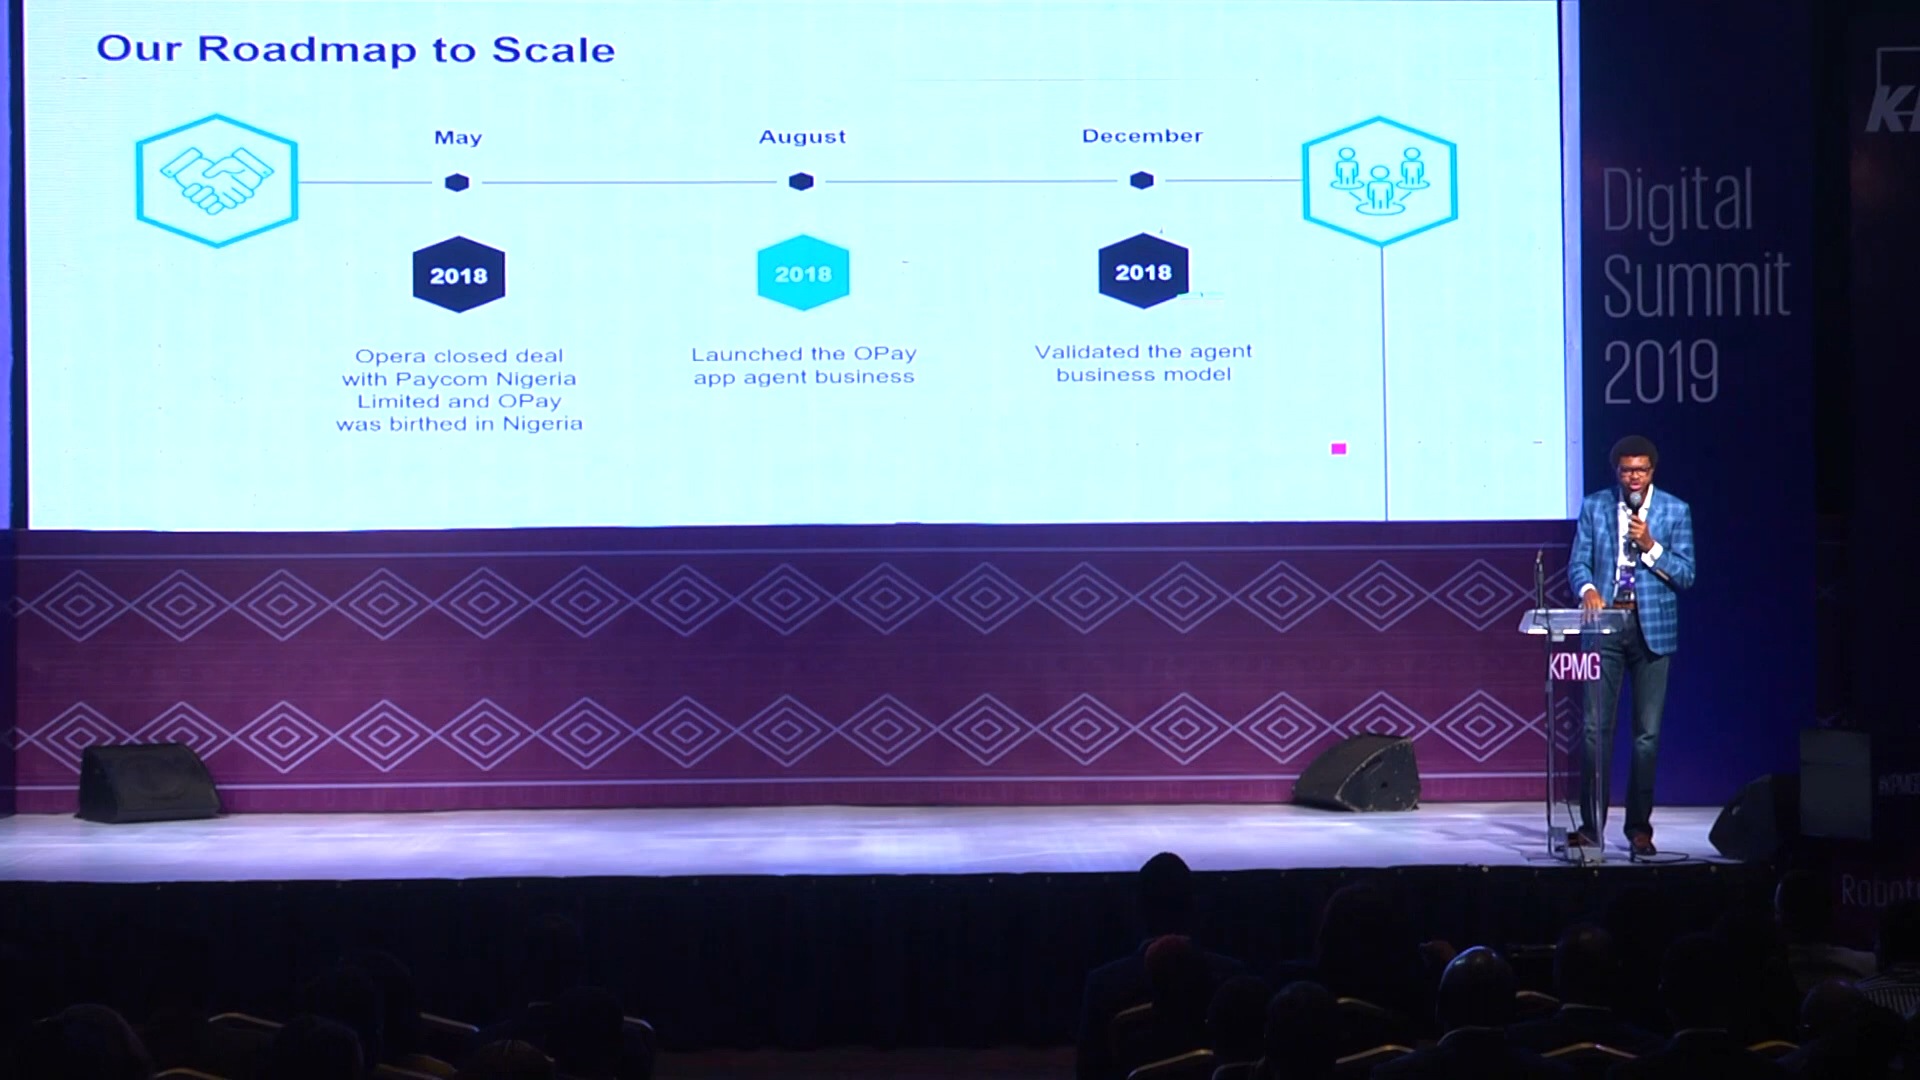 Our Roadmap to Scale
May
August
December
2018
2018
2018
Opera closed deal
with Paycom Nigeria
Limited and OPay
was birthed in Nigeria
Launched the OPay
app agent business
Validated the agent
business model
Digital
Summit
2019
KPMG